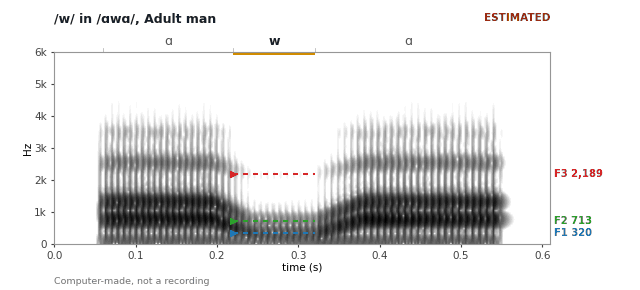 /w/ in /ɑwɑ/, Adult man
ESTIMATED
ɑ w ɑ
6k
5k
4k
3k
2k
1k
0
Hz
F3 2,189
F2 713
F1 320
0.0 0.1 0.2 0.3 0.4 0.5 0.6
time (s)
Computer-made, not a recording